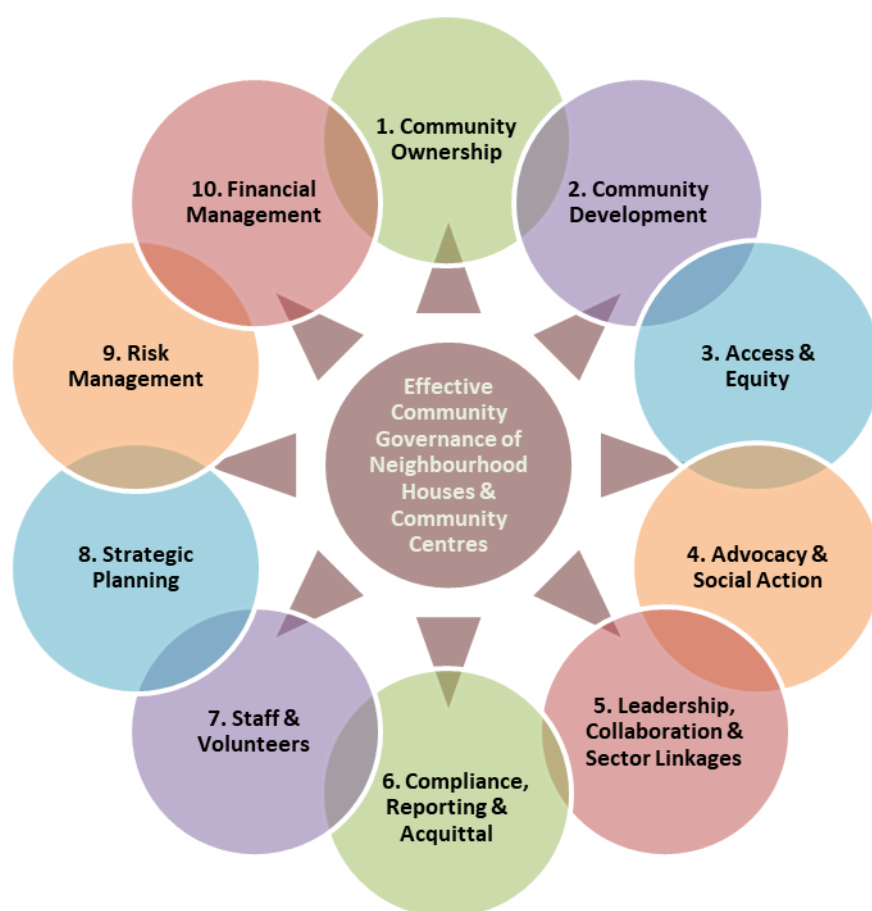 1. Community
Ownership
2. Community
Development
3. Access &
Equity
4. Advocacy &
Social Action
5. Leadership,
Collaboration &
Sector Linkages
6. Compliance,
Reporting &
Acquittal
7. Staff &
Volunteers
8. Strategic
Planning
9. Risk
Management
10. Financial
Management
Effective
Community
Governance of
Neighbourhood
Houses &
Community
Centres